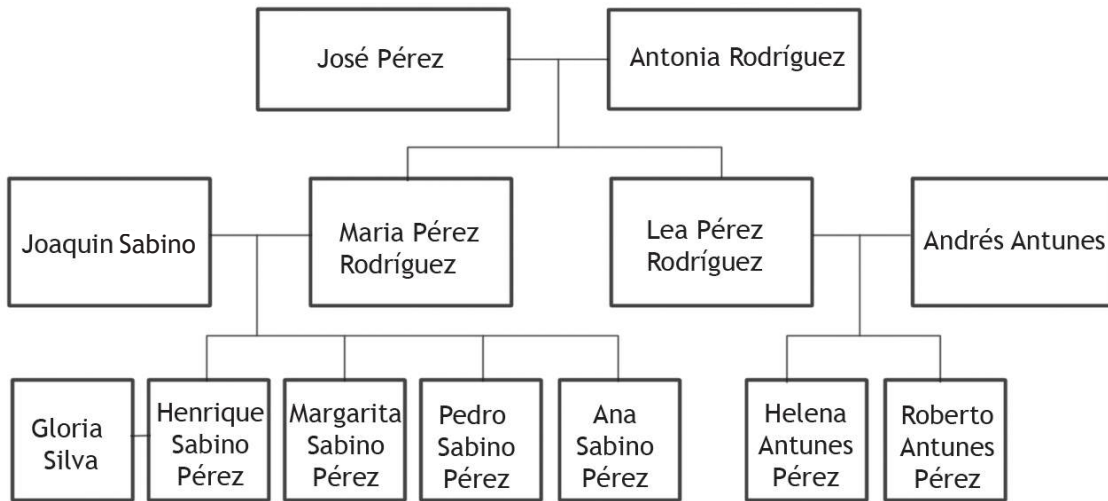 José Pérez
Antonia Rodríguez
Joaquin Sabino
Maria Pérez
Rodríguez
Lea Pérez
Rodríguez
Andrés Antunes
Gloria
Silva
Henrique
Sabino
Pérez
Margarita
Sabino
Pérez
Pedro
Sabino
Pérez
Ana
Sabino
Pérez
Helena
Antunes
Pérez
Roberto
Antunes
Pérez